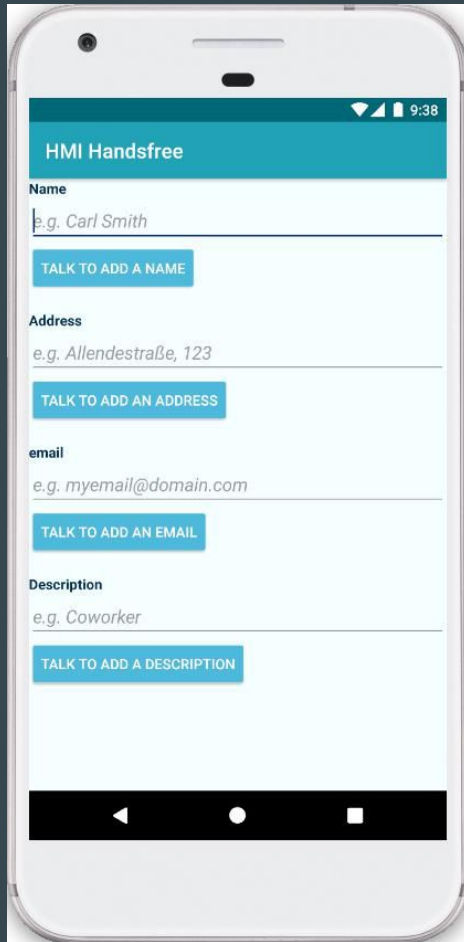 9:38
HMI Handsfree
Name
e.g. Carl Smith
TALK TO ADD A NAME
Address
e.g. Allendestraße, 123
TALK TO ADD AN ADDRESS
email
e.g. myemail@domain.com
TALK TO ADD AN EMAIL
Description
e.g. Coworker
TALK TO ADD A DESCRIPTION